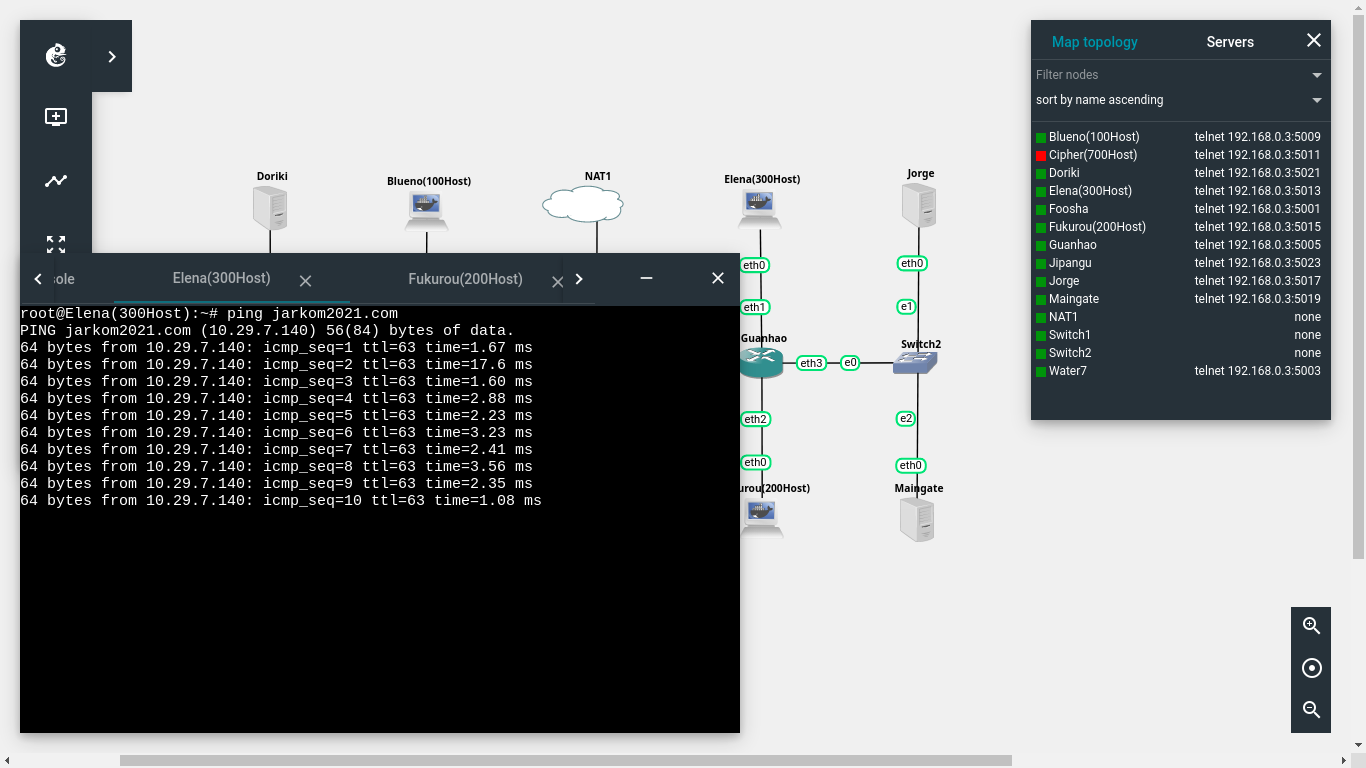 Map topology
Servers
Filter nodes
sort by name ascending
Blueno(100Host) telnet 192.168.0.3:5009
Cipher(700Host) telnet 192.168.0.3:5011
Doriki telnet 192.168.0.3:5021
Elena(300Host) telnet 192.168.0.3:5013
Foosha telnet 192.168.0.3:5001
Fukurou(200Host) telnet 192.168.0.3:5015
Guanhao telnet 192.168.0.3:5005
Jipangu telnet 192.168.0.3:5023
Jorge telnet 192.168.0.3:5017
Maingate telnet 192.168.0.3:5019
NAT1 none
Switch1 none
Switch2 none
Water7 telnet 192.168.0.3:5003
Doriki
Blueno(100Host)
NAT1
Elena(300Host)
Jorge
eth0
eth0
eth1
e1
Guanhao
Switch2
eth3
e0
eth2
e2
eth0
eth0
urou(200Host)
Maingate
sole
Elena(300Host)
Fukurou(200Host)
root@Elena(300Host):~# ping jarkom2021.com
PING jarkom2021.com (10.29.7.140) 56(84) bytes of data.
64 bytes from 10.29.7.140: icmp_seq=1 ttl=63 time=1.67 ms
64 bytes from 10.29.7.140: icmp_seq=2 ttl=63 time=17.6 ms
64 bytes from 10.29.7.140: icmp_seq=3 ttl=63 time=1.60 ms
64 bytes from 10.29.7.140: icmp_seq=4 ttl=63 time=2.88 ms
64 bytes from 10.29.7.140: icmp_seq=5 ttl=63 time=2.23 ms
64 bytes from 10.29.7.140: icmp_seq=6 ttl=63 time=3.23 ms
64 bytes from 10.29.7.140: icmp_seq=7 ttl=63 time=2.41 ms
64 bytes from 10.29.7.140: icmp_seq=8 ttl=63 time=3.56 ms
64 bytes from 10.29.7.140: icmp_seq=9 ttl=63 time=2.35 ms
64 bytes from 10.29.7.140: icmp_seq=10 ttl=63 time=1.08 ms